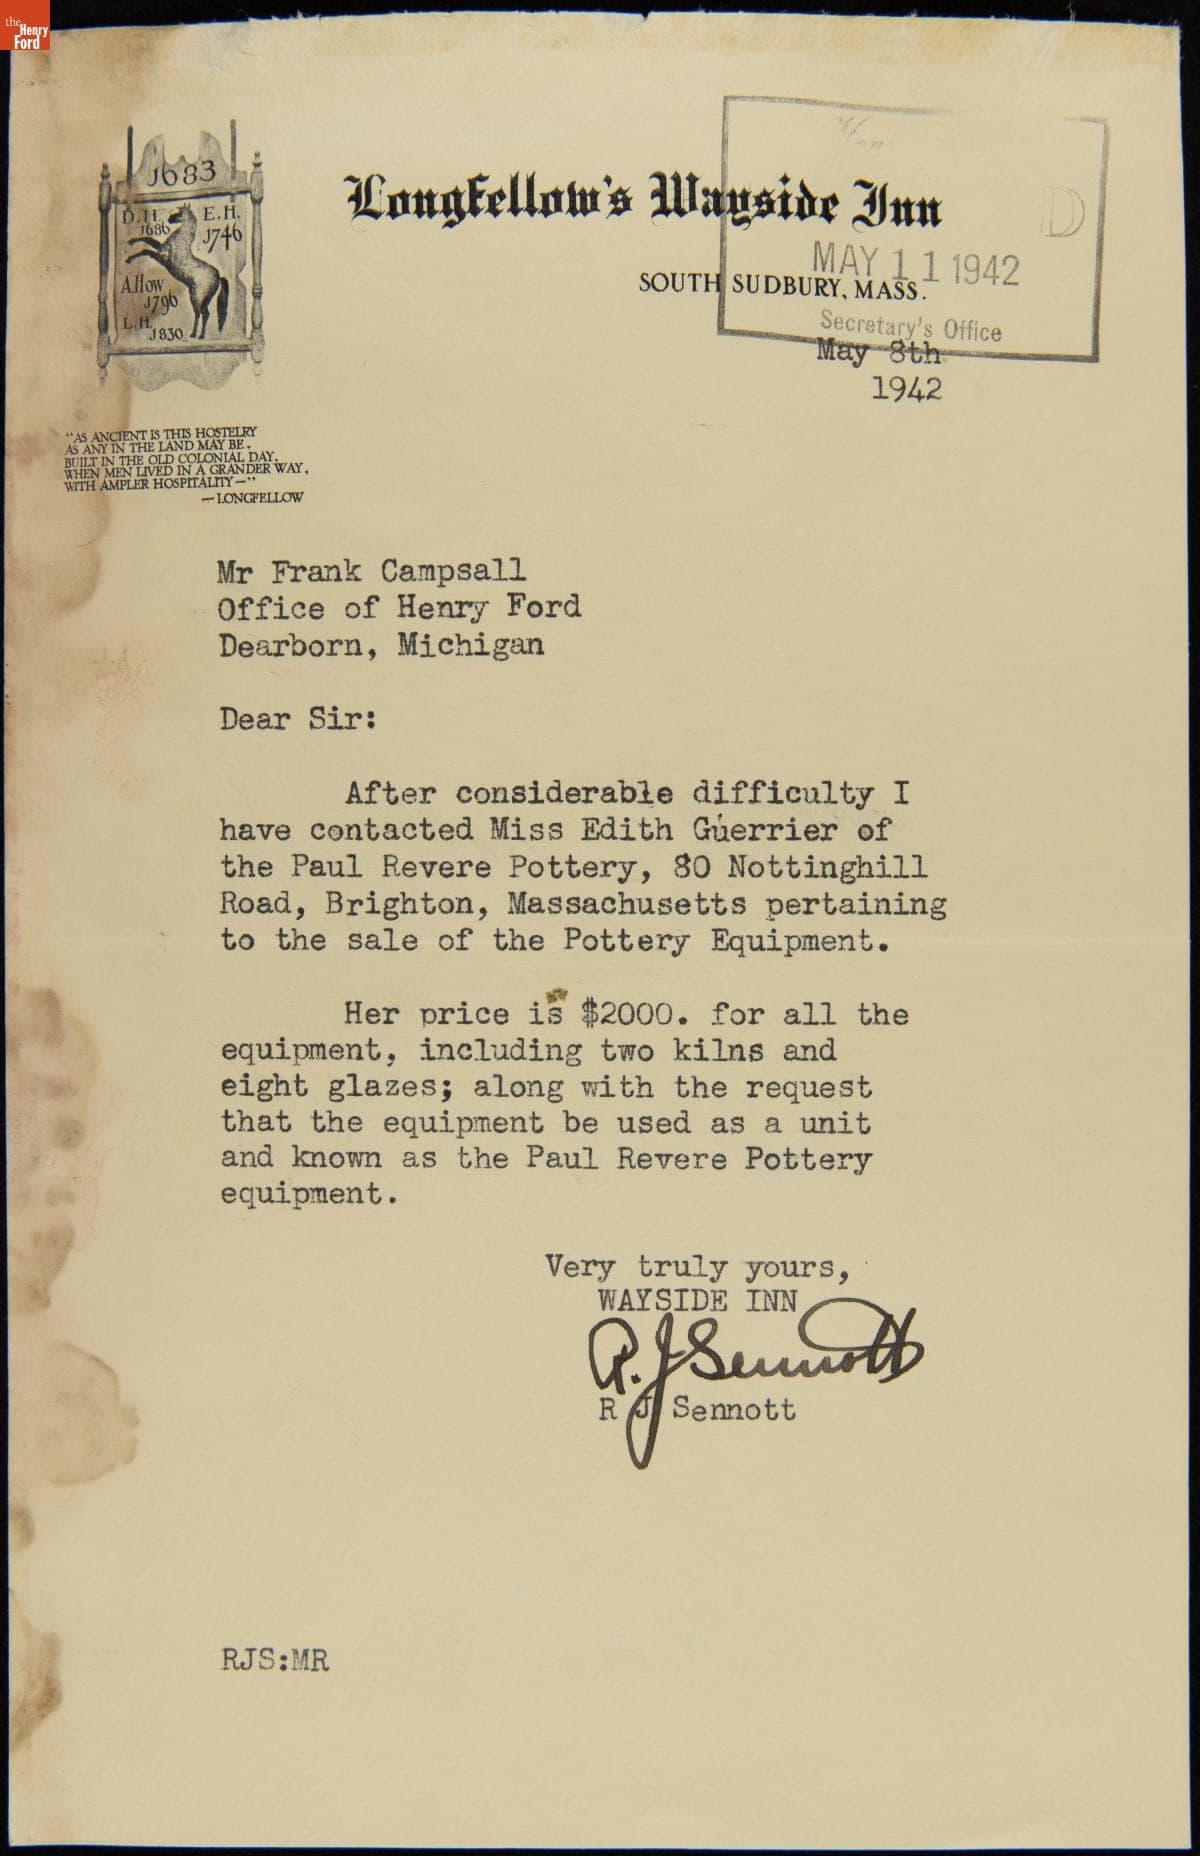 the
Henry
Ford
J683
D.H. E.H.
J686 J746
A.How
J796
L.H.
J830
Longfellow's Wayside Inn
D
MAY 11 1942
SOUTH SUDBURY, MASS.
Secretary's Office
May 8th
1942
"AS ANCIENT IS THIS HOSTELRY
AS ANY IN THE LAND MAY BE.
BUILT IN THE OLD COLONIAL DAY,
WHEN MEN LIVED IN A GRANDER WAY,
WITH AMPLER HOSPITALITY—"
—LONGFELLOW
Mr Frank Campsall
Office of Henry Ford
Dearborn, Michigan
Dear Sir:
After considerable difficulty I
have contacted Miss Edith Guerrier of
the Paul Revere Pottery, 80 Nottinghill
Road, Brighton, Massachusetts pertaining
to the sale of the Pottery Equipment.
Her price is $2000. for all the
equipment, including two kilns and
eight glazes; along with the request
that the equipment be used as a unit
and known as the Paul Revere Pottery
equipment.
Very truly yours,
WAYSIDE INN
R. J Sennott
R J Sennott
RJS:MR